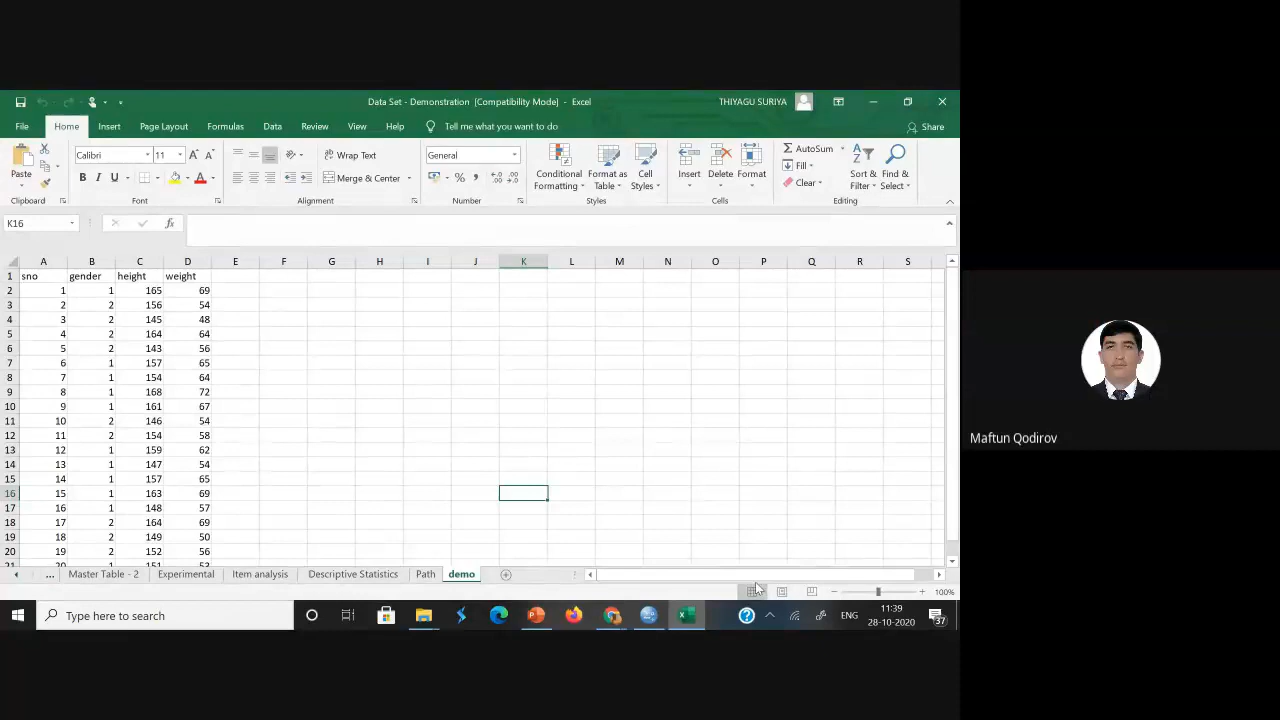 Data Set - Demonstration [Compatibility Mode] - Excel
THIYAGU SURIYA
File Home Insert Page Layout Formulas Data Review View Help Tell me what you want to do Share
Paste Calibri 11 A A Wrap Text General Conditional Formatting Format as Table Cell Styles Insert Delete Format AutoSum Fill Clear Sort & Filter Find & Select
B I U A Merge & Center %
Clipboard Font Alignment Number Styles Cells Editing
K16 fx
A B C D E F G H I J K L M N O P Q R S
1 sno gender height weight
2 1 1 165 69
3 2 2 156 54
4 3 2 145 48
5 4 2 164 64
6 5 2 143 56
7 6 1 157 65
8 7 1 154 64
9 8 1 168 72
10 9 1 161 67
11 10 2 146 54
12 11 2 154 58
13 12 1 159 62
14 13 1 147 54
15 14 1 157 65
16 15 1 163 69
17 16 1 148 57
18 17 2 164 69
19 18 2 149 50
20 19 2 152 56
21 20 1 151 53
... Master Table - 2 Experimental Item analysis Descriptive Statistics Path demo
100%
Type here to search ENG 11:39
28-10-2020 37
Maftun Qodirov